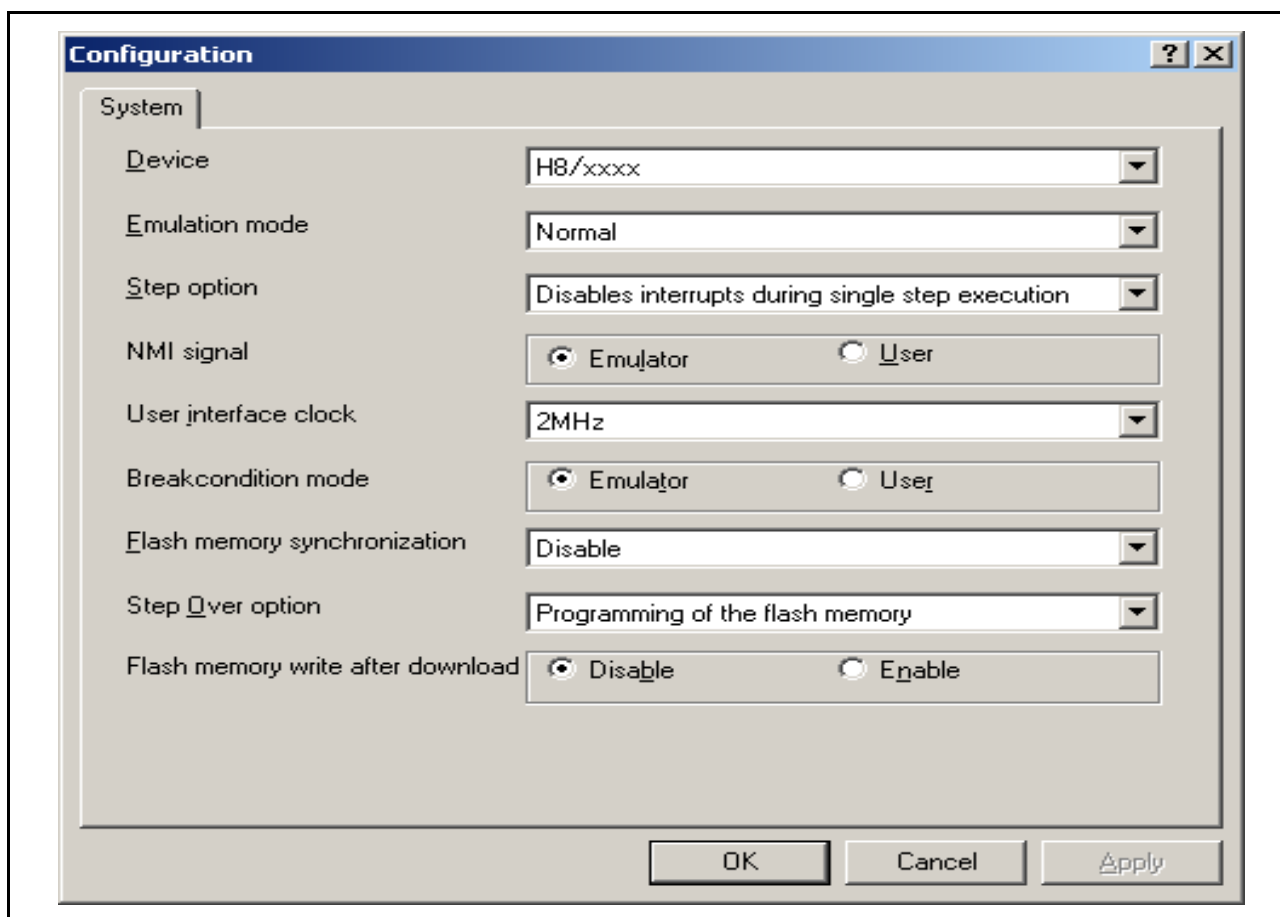 Configuration
System
Device H8/xxxx
Emulation mode Normal
Step option Disables interrupts during single step execution
NMI signal Emulator User
User interface clock 2MHz
Breakcondition mode Emulator User
Flash memory synchronization Disable
Step Over option Programming of the flash memory
Flash memory write after download Disable Enable
OK Cancel Apply